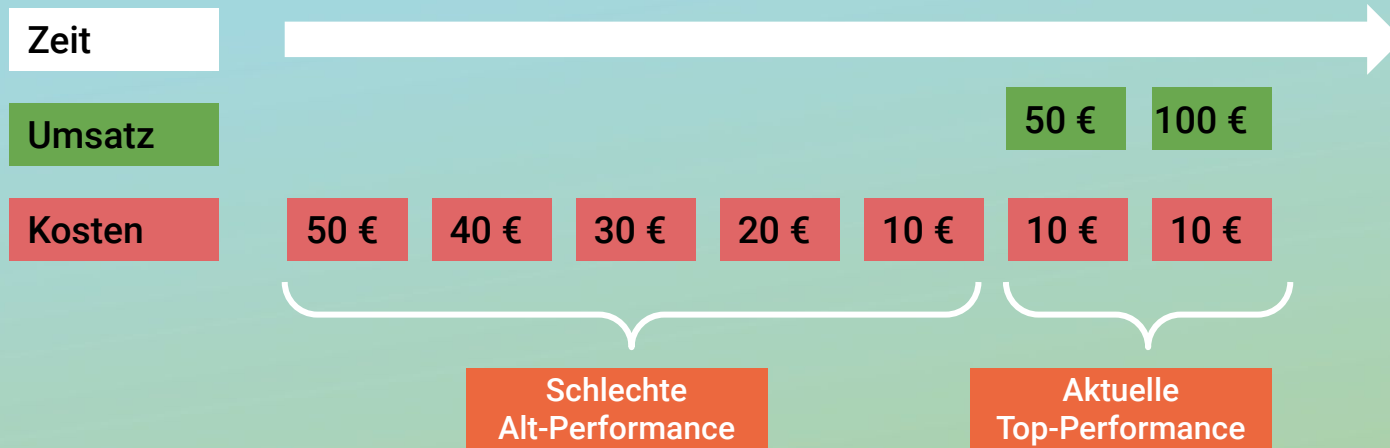 Zeit
Umsatz
50 € 100 €
Kosten
50 € 40 € 30 € 20 € 10 € 10 € 10 €
Schlechte
Alt-Performance
Aktuelle
Top-Performance